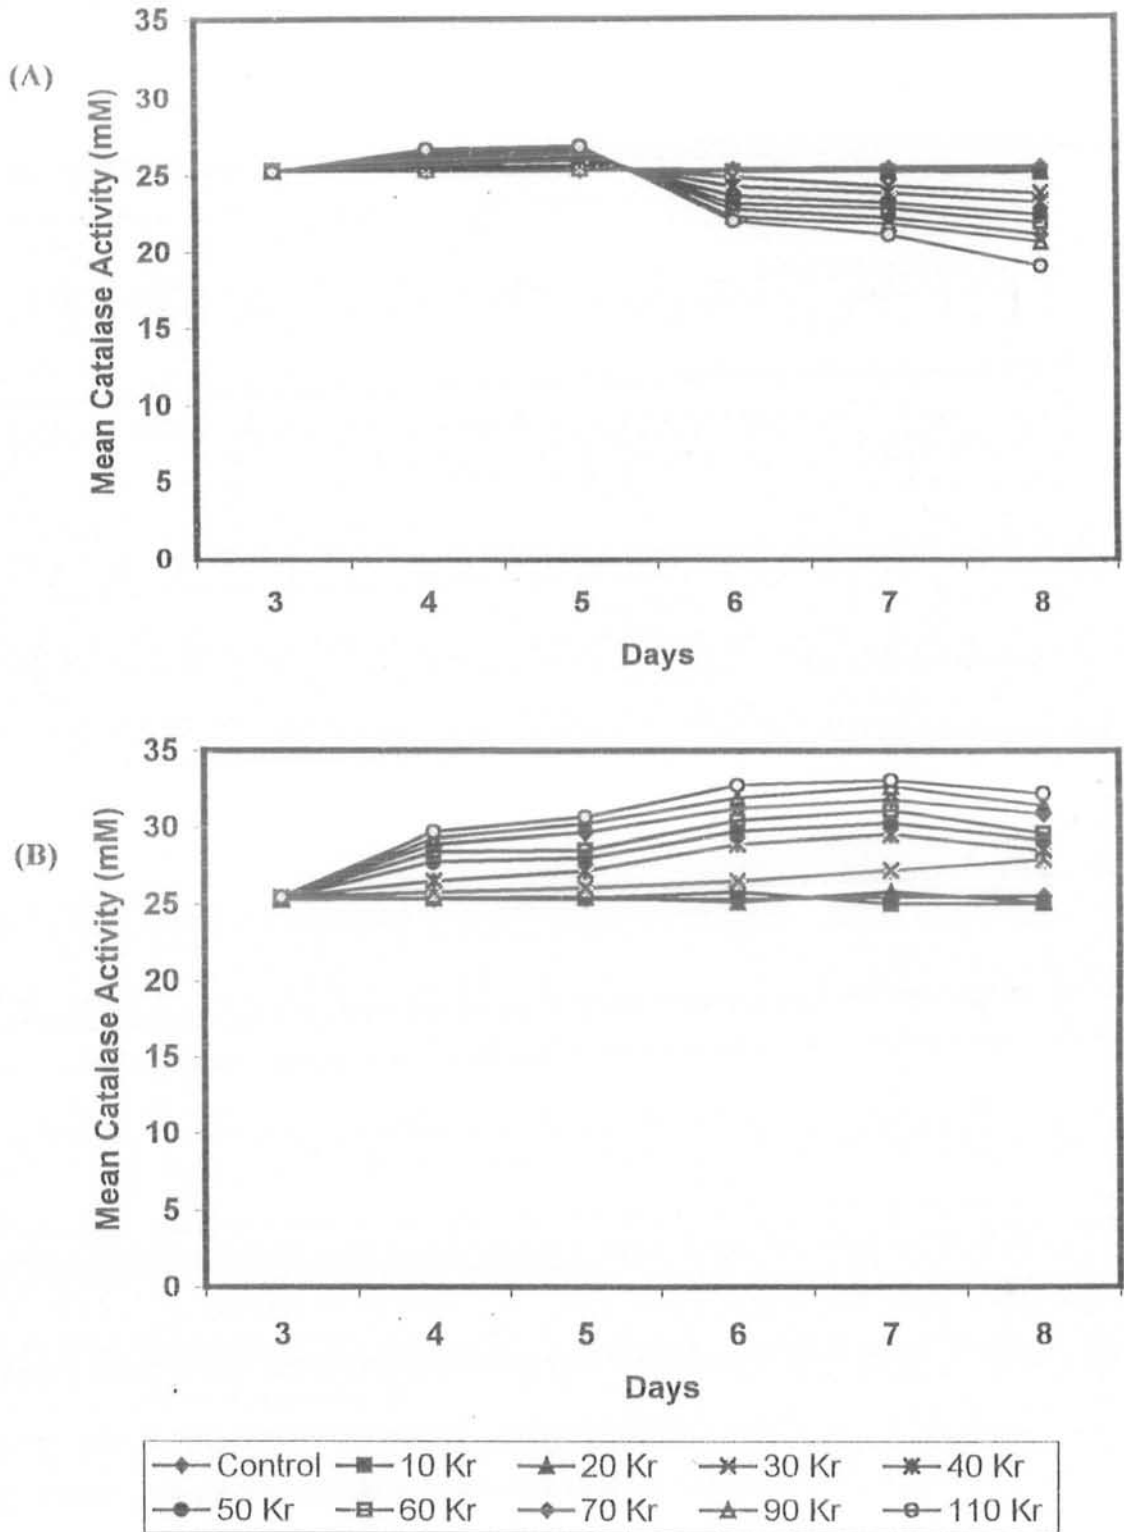 (A)
Mean Catalase Activity (mM)
35
30
25
20
15
10
5
0
3 4 5 6 7 8
Days
(B)
Mean Catalase Activity (mM)
35
30
25
20
15
10
5
0
3 4 5 6 7 8
Days
Control 10 Kr 20 Kr 30 Kr 40 Kr
50 Kr 60 Kr 70 Kr 90 Kr 110 Kr